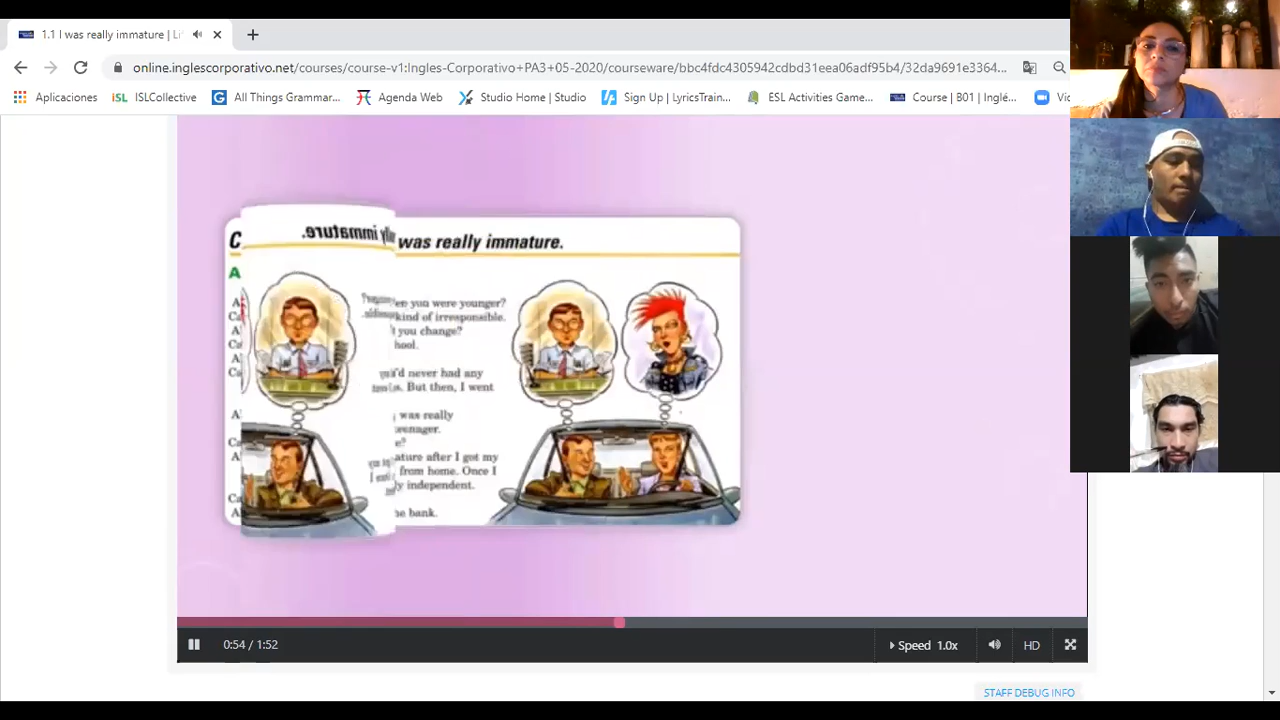 1.1 I was really immature | Li
online.inglescorporativo.net/courses/course-v1:Ingles-Corporativo+PA3+05-2020/courseware/bbc4fdc4305942cdbd31eea06adf95b4/32da9691e3364...
Aplicaciones iSL ISLCollective All Things Grammar... Agenda Web Studio Home | Studio Sign Up | LyricsTrain... ESL Activities Game... Course | B01 | Inglé...
C was really immature.
A
en you were younger?
kind of irresponsible.
t you change?
hool.
'd never had any
But then, I went
was really
eenager.
e?
ature after I got my
from home. Once I
ly independent.
he bank.
0:54 / 1:52 Speed 1.0x HD
STAFF DEBUG INFO